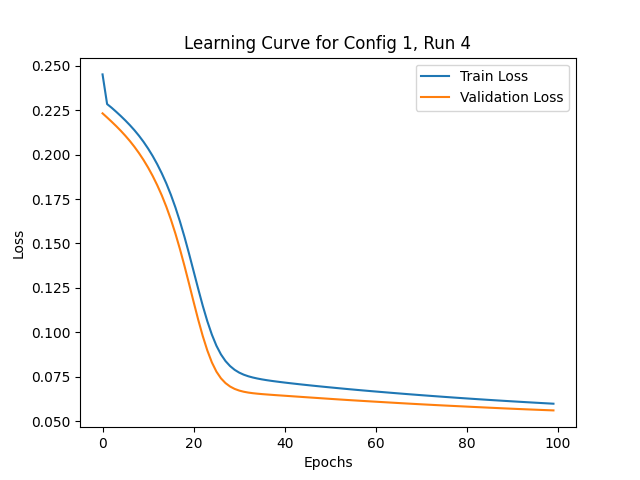 Learning Curve for Config 1, Run 4
0.250
0.225
0.200
0.175
0.150
0.125
0.100
0.075
0.050
Loss
Train Loss
Validation Loss
0 20 40 60 80 100
Epochs